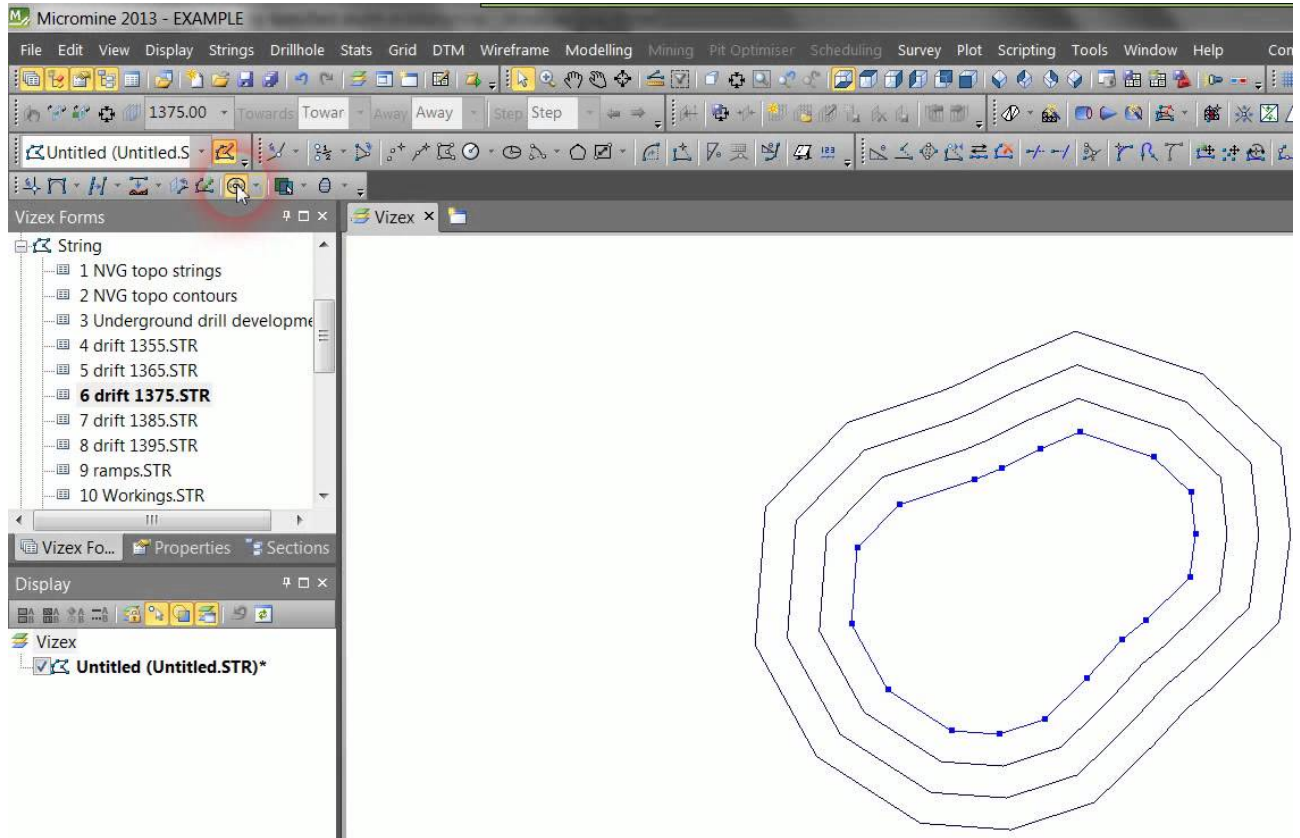 Micromine 2013 - EXAMPLE
File Edit View Display Strings Drillhole Stats Grid DTM Wireframe Modelling Mining Pit Optimiser Scheduling Survey Plot Scripting Tools Window Help Con
1375.00 Towards Towar Away Away Step Step
Untitled (Untitled.S
Vizex Forms
Vizex
String
1 NVG topo strings
2 NVG topo contours
3 Underground drill developme
4 drift 1355.STR
5 drift 1365.STR
6 drift 1375.STR
7 drift 1385.STR
8 drift 1395.STR
9 ramps.STR
10 Workings.STR
Vizex Fo... Properties Sections
Display
Vizex
Untitled (Untitled.STR)*